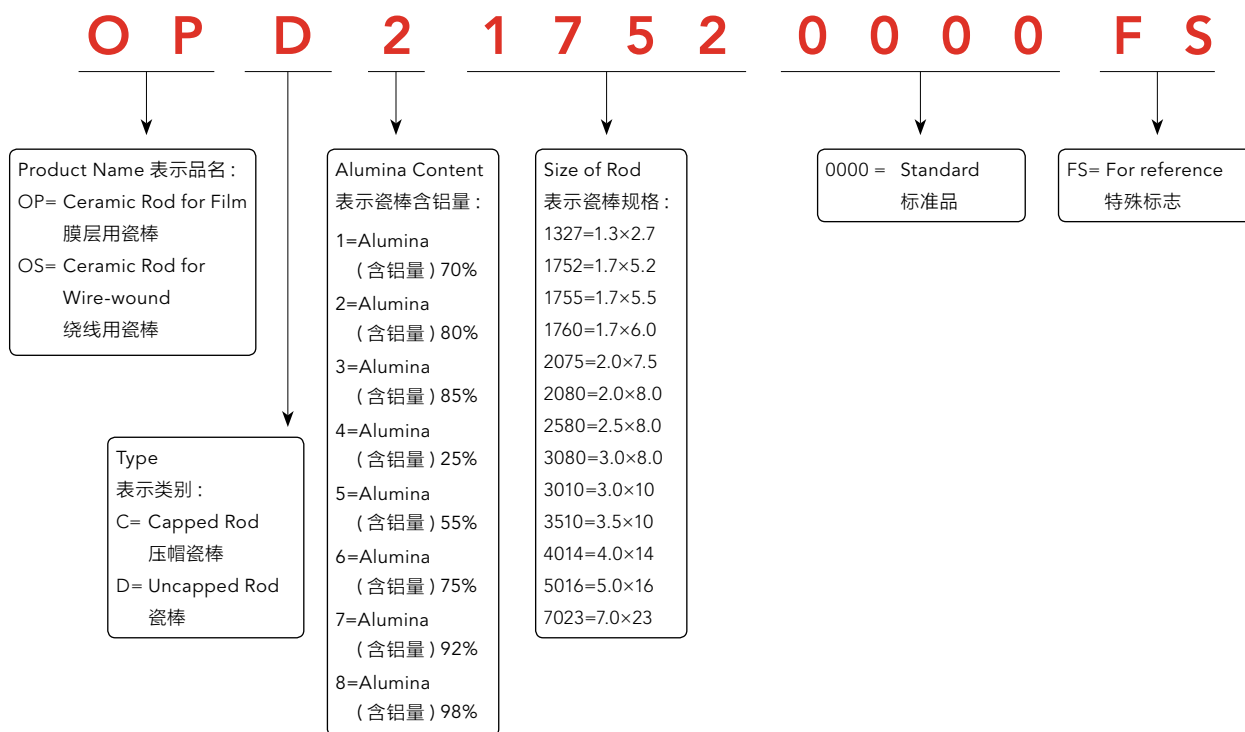 O P D 2 1 7 5 2 0 0 0 0 F S
Product Name 表示品名 :
OP= Ceramic Rod for Film
膜层用瓷棒
OS= Ceramic Rod for
Wire-wound
绕线用瓷棒
Type
表示类别 :
C= Capped Rod
压帽瓷棒
D= Uncapped Rod
瓷棒
Alumina Content
表示瓷棒含铝量 :
1=Alumina
( 含铝量 ) 70%
2=Alumina
( 含铝量 ) 80%
3=Alumina
( 含铝量 ) 85%
4=Alumina
( 含铝量 ) 25%
5=Alumina
( 含铝量 ) 55%
6=Alumina
( 含铝量 ) 75%
7=Alumina
( 含铝量 ) 92%
8=Alumina
( 含铝量 ) 98%
Size of Rod
表示瓷棒规格 :
1327=1.3×2.7
1752=1.7×5.2
1755=1.7×5.5
1760=1.7×6.0
2075=2.0×7.5
2080=2.0×8.0
2580=2.5×8.0
3080=3.0×8.0
3010=3.0×10
3510=3.5×10
4014=4.0×14
5016=5.0×16
7023=7.0×23
0000 = Standard
标准品
FS= For reference
特殊标志